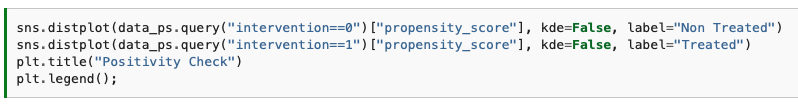 sns.distplot(data_ps.query("intervention==0")["propensity_score"], kde=False, label="Non Treated")
sns.distplot(data_ps.query("intervention==1")["propensity_score"], kde=False, label="Treated")
plt.title("Positivity Check")
plt.legend();